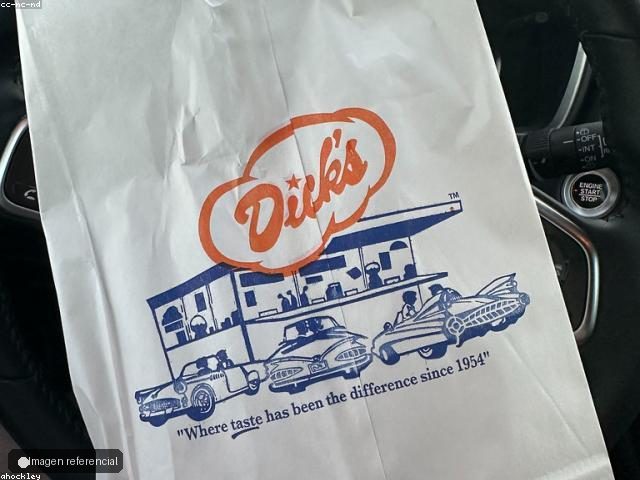 cc-nc-nd
OFF
INT
ON
ENGINE
START
STOP
Dick's
TM
"Where taste has been the difference since 1954"
Imagen referencial
ahockley